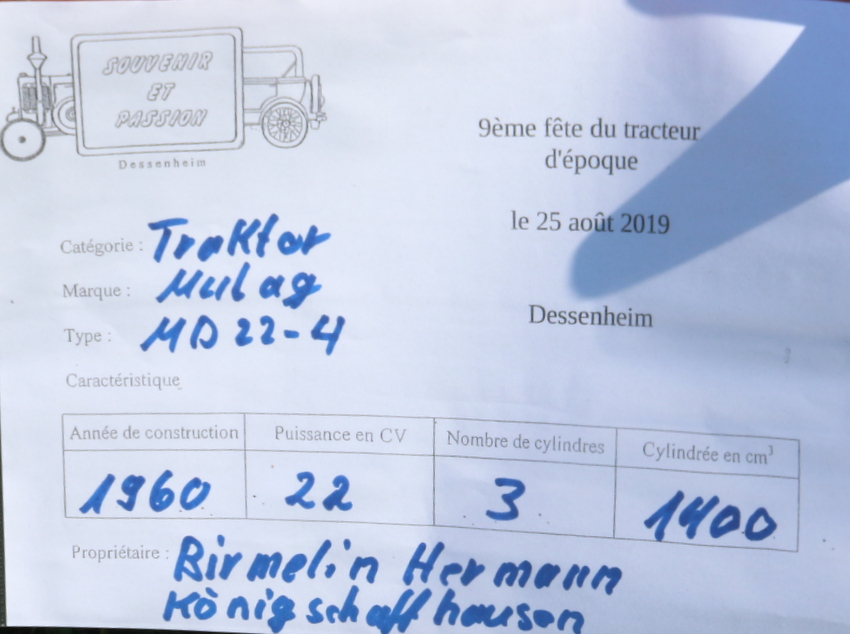 SOUVENIR
ET
PASSION
Dessenheim
9ème fête du tracteur
d'époque
le 25 août 2019
Dessenheim
Catégorie : Traktor
Marque : Mulag
Type : MD 22-4
Caractéristique
Année de construction Puissance en CV Nombre de cylindres Cylindrée en cm³
1960 22 3 1400
Propriétaire : Birmelin Hermann
Königschaffhausen